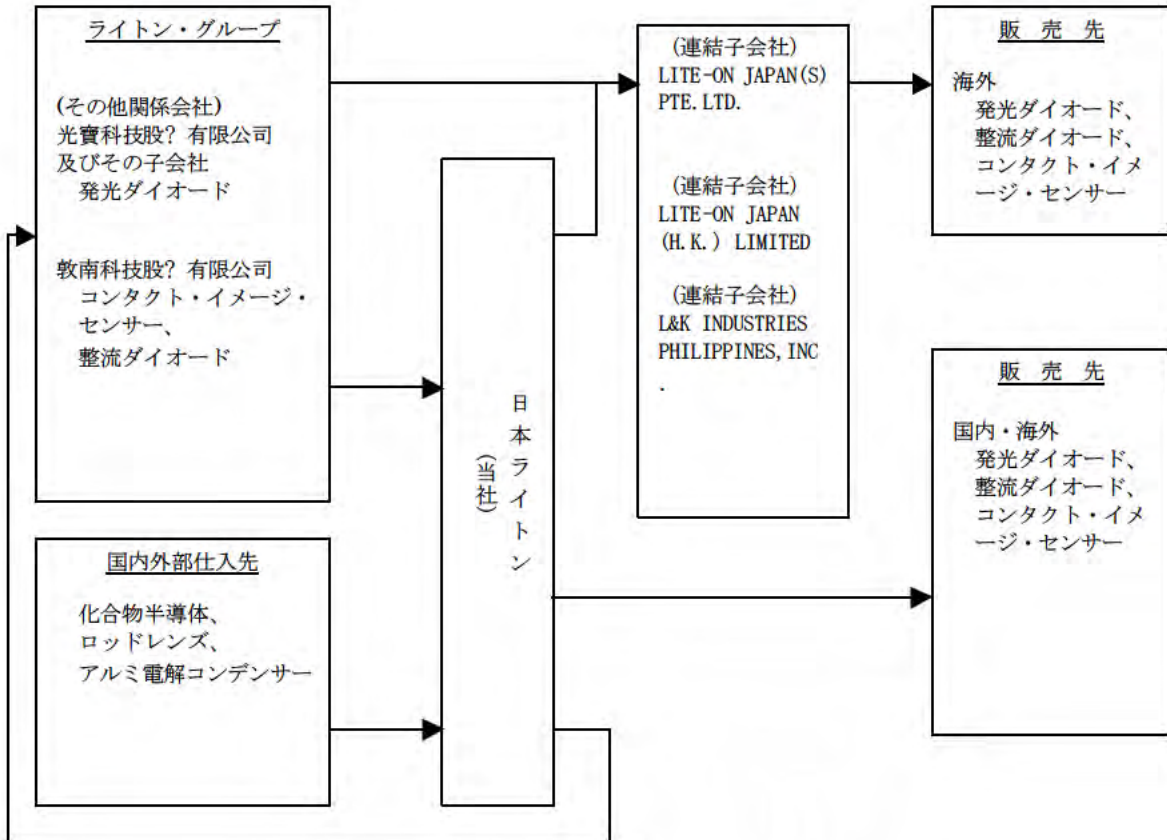 ライトン・グループ
(その他関係会社)
光寶科技股? 有限公司
及びその子会社
発光ダイオード
敦南科技股? 有限公司
コンタクト・イメージ・
センサー、
整流ダイオード
国内外部仕入先
化合物半導体、
ロッドレンズ、
アルミ電解コンデンサー
日本ライトン
(当社)
(連結子会社)
LITE-ON JAPAN(S)
PTE.LTD.
(連結子会社)
LITE-ON JAPAN
(H.K.) LIMITED
(連結子会社)
L&K INDUSTRIES
PHILIPPINES,INC
.
販 売 先
海外
発光ダイオード、
整流ダイオード、
コンタクト・イメ
ージ・センサー
販 売 先
国内・海外
発光ダイオード、
整流ダイオード、
コンタクト・イメ
ージ・センサー